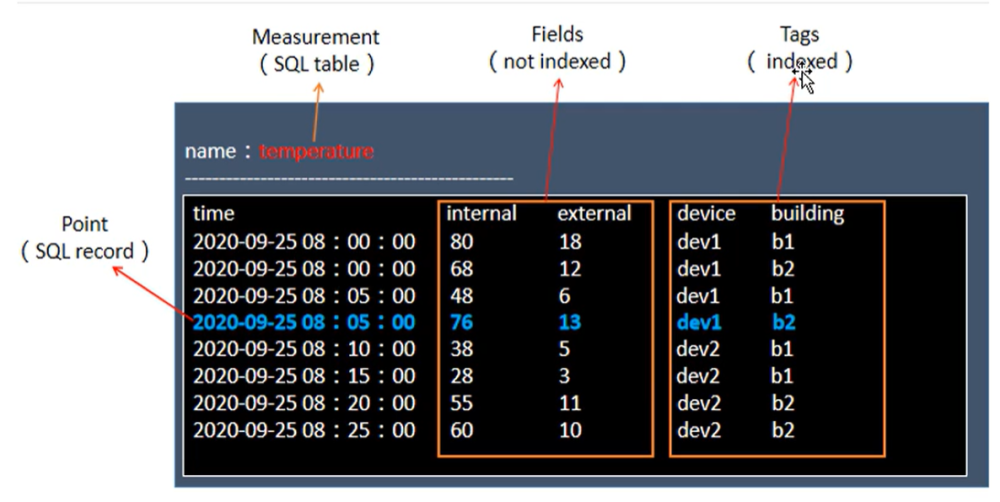 Measurement
( SQL table )
Fields
( not indexed )
Tags
( indexed )
name : temperature
------------------------------------------------
Point
( SQL record )
time internal external device building
2020-09-25 08 : 00 : 00 80 18 dev1 b1
2020-09-25 08 : 00 : 00 68 12 dev1 b2
2020-09-25 08 : 05 : 00 48 6 dev1 b1
2020-09-25 08 : 05 : 00 76 13 dev1 b2
2020-09-25 08 : 10 : 00 38 5 dev2 b1
2020-09-25 08 : 15 : 00 28 3 dev2 b1
2020-09-25 08 : 20 : 00 55 11 dev2 b2
2020-09-25 08 : 25 : 00 60 10 dev2 b2